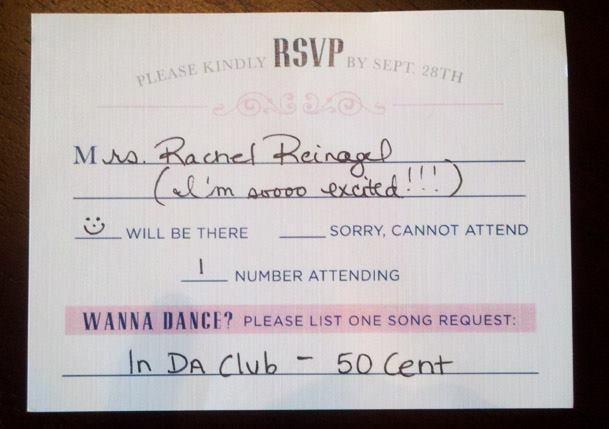 PLEASE KINDLY RSVP BY SEPT. 28TH
Mrs. Rachel Reinagel
(I'm soooo excited!!!)
WILL BE THERE SORRY, CANNOT ATTEND
1 NUMBER ATTENDING
WANNA DANCE? PLEASE LIST ONE SONG REQUEST:
In DA Club - 50 Cent